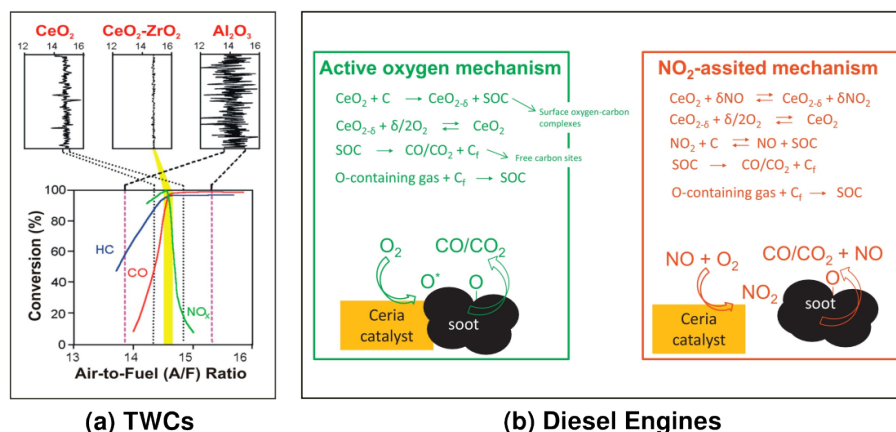 CeO₂ CeO₂-ZrO₂ Al₂O₃
12 14 16 12 14 16 12 14 16
100
80
60
40
20
0
Conversion (%)
HC
CO
NOₓ
13 14 15 16
Air-to-Fuel (A/F) Ratio
(a) TWCs
Active oxygen mechanism
CeO₂ + C → CeO₂₋δ + SOC
Surface oxygen-carbon
complexes
CeO₂₋δ + δ/2O₂ ⇌ CeO₂
SOC → CO/CO₂ + C_f
Free carbon sites
O-containing gas + C_f → SOC
O₂
CO/CO₂
O*
O
Ceria
catalyst
soot
NO₂-assited mechanism
CeO₂ + δNO ⇌ CeO₂₋δ + δNO₂
CeO₂₋δ + δ/2O₂ ⇌ CeO₂
NO₂ + C ⇌ NO + SOC
SOC → CO/CO₂ + C_f
O-containing gas + C_f → SOC
NO + O₂
CO/CO₂ + NO
NO₂
O
Ceria
catalyst
soot
(b) Diesel Engines